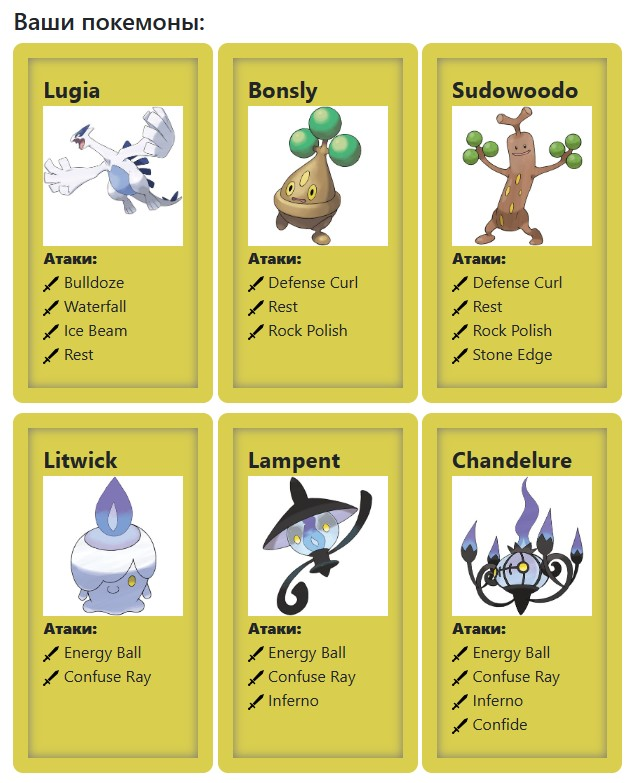 Ваши покемоны:
Lugia
Атаки:
Bulldoze
Waterfall
Ice Beam
Rest
Bonsly
Атаки:
Defense Curl
Rest
Rock Polish
Sudowoodo
Атаки:
Defense Curl
Rest
Rock Polish
Stone Edge
Litwick
Атаки:
Energy Ball
Confuse Ray
Lampent
Атаки:
Energy Ball
Confuse Ray
Inferno
Chandelure
Атаки:
Energy Ball
Confuse Ray
Inferno
Confide